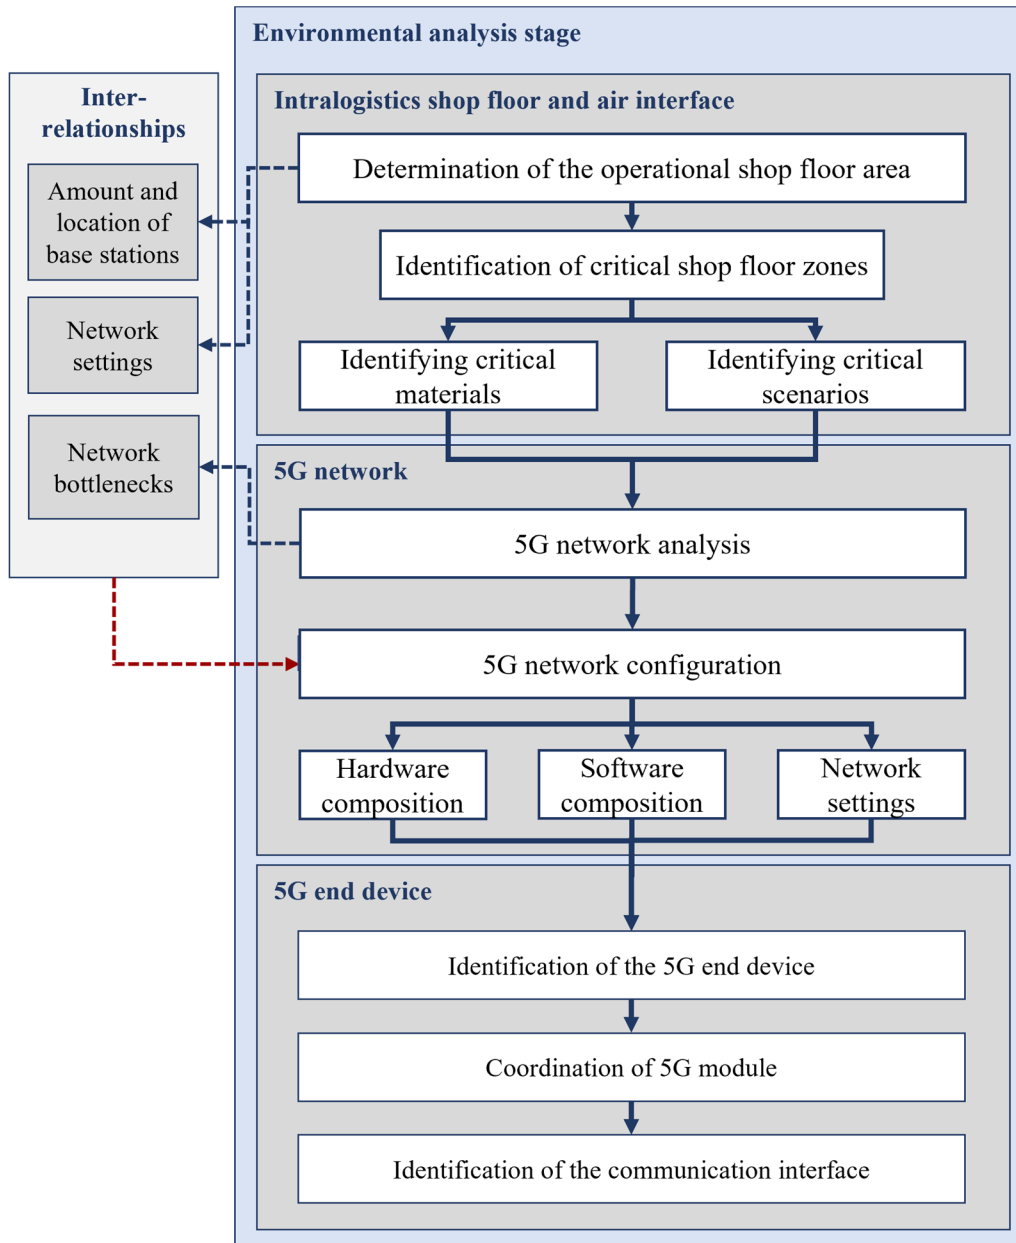 Environmental analysis stage
Inter-
relationships
Amount and
location of
base stations
Network
settings
Network
bottlenecks
Intralogistics shop floor and air interface
Determination of the operational shop floor area
Identification of critical shop floor zones
Identifying critical
materials
Identifying critical
scenarios
5G network
5G network analysis
5G network configuration
Hardware
composition
Software
composition
Network
settings
5G end device
Identification of the 5G end device
Coordination of 5G module
Identification of the communication interface